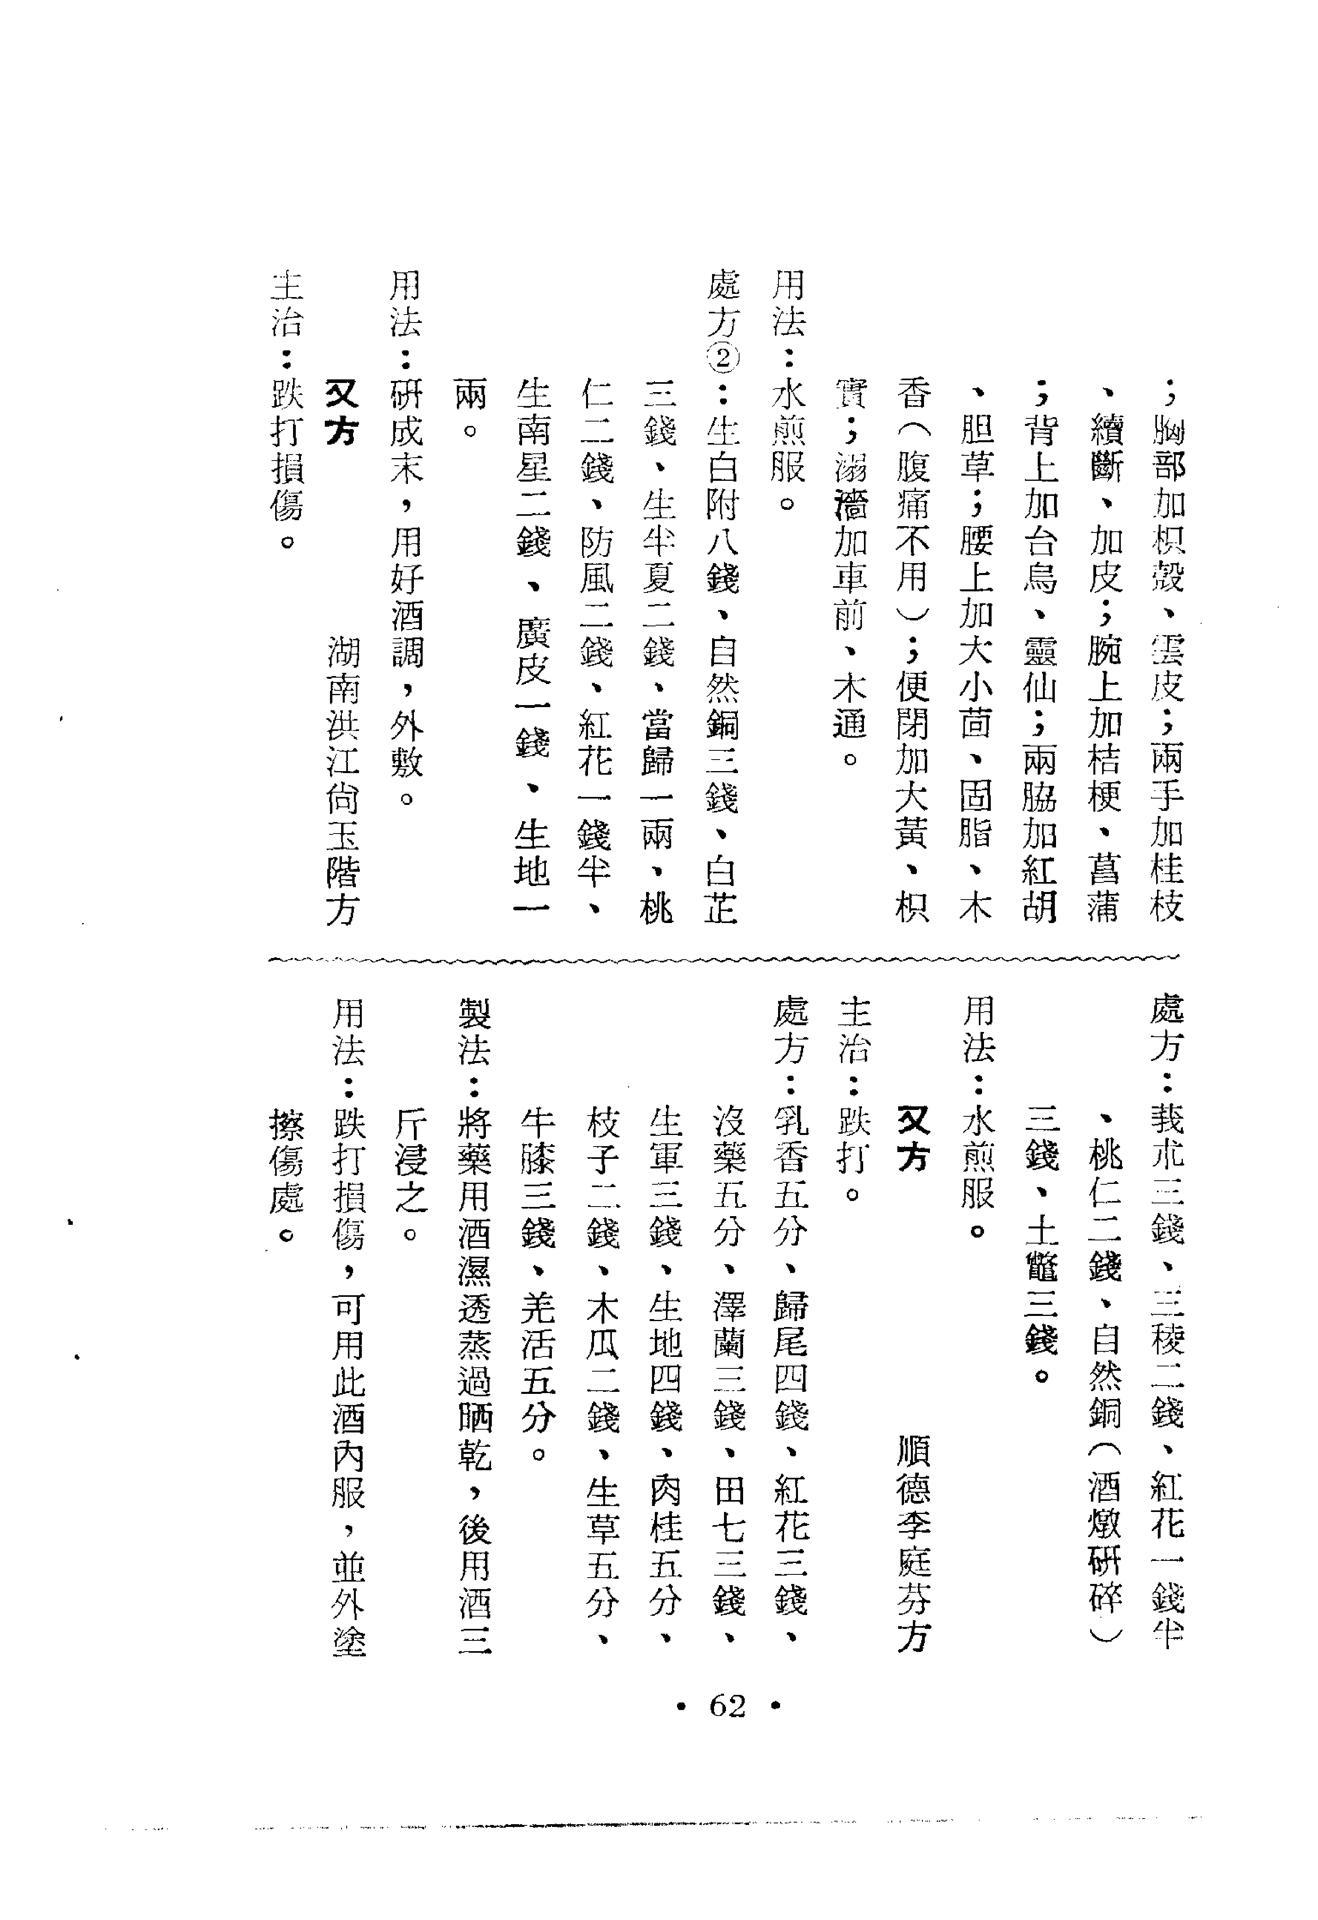 ；胸部加枳殼、雲皮；兩手加桂枝
、續斷、加皮；腕上加桔梗、菖蒲
；背上加台烏、靈仙；兩脇加紅胡
、胆草；腰上加大小茴、固脂、木
香（腹痛不用）；便閉加大黃、枳
實；溺濇加車前、木通。
用法：水煎服。
處方②：生白附八錢、自然銅三錢、白芷
三錢、生半夏二錢、當歸一兩、桃
仁二錢、防風二錢、紅花一錢半、
生南星二錢、廣皮一錢、生地一
兩。
用法：研成末，用好酒調，外敷。
又方　湖南洪江尙玉階方
主治：跌打損傷。
處方：莪朮三錢、三稜二錢、紅花一錢半
、桃仁二錢、自然銅（酒燉研碎）
三錢、土鼈三錢。
用法：水煎服。
又方　順德李庭芬方
主治：跌打。
處方：乳香五分、歸尾四錢、紅花三錢、
沒藥五分、澤蘭三錢、田七三錢、
生軍三錢、生地四錢、肉桂五分、
枝子二錢、木瓜二錢、生草五分、
牛膝三錢、羌活五分。
製法：將藥用酒濕透蒸過晒乾，後用酒三
斤浸之。
用法：跌打損傷，可用此酒內服，並外塗
擦傷處。
• 62 •